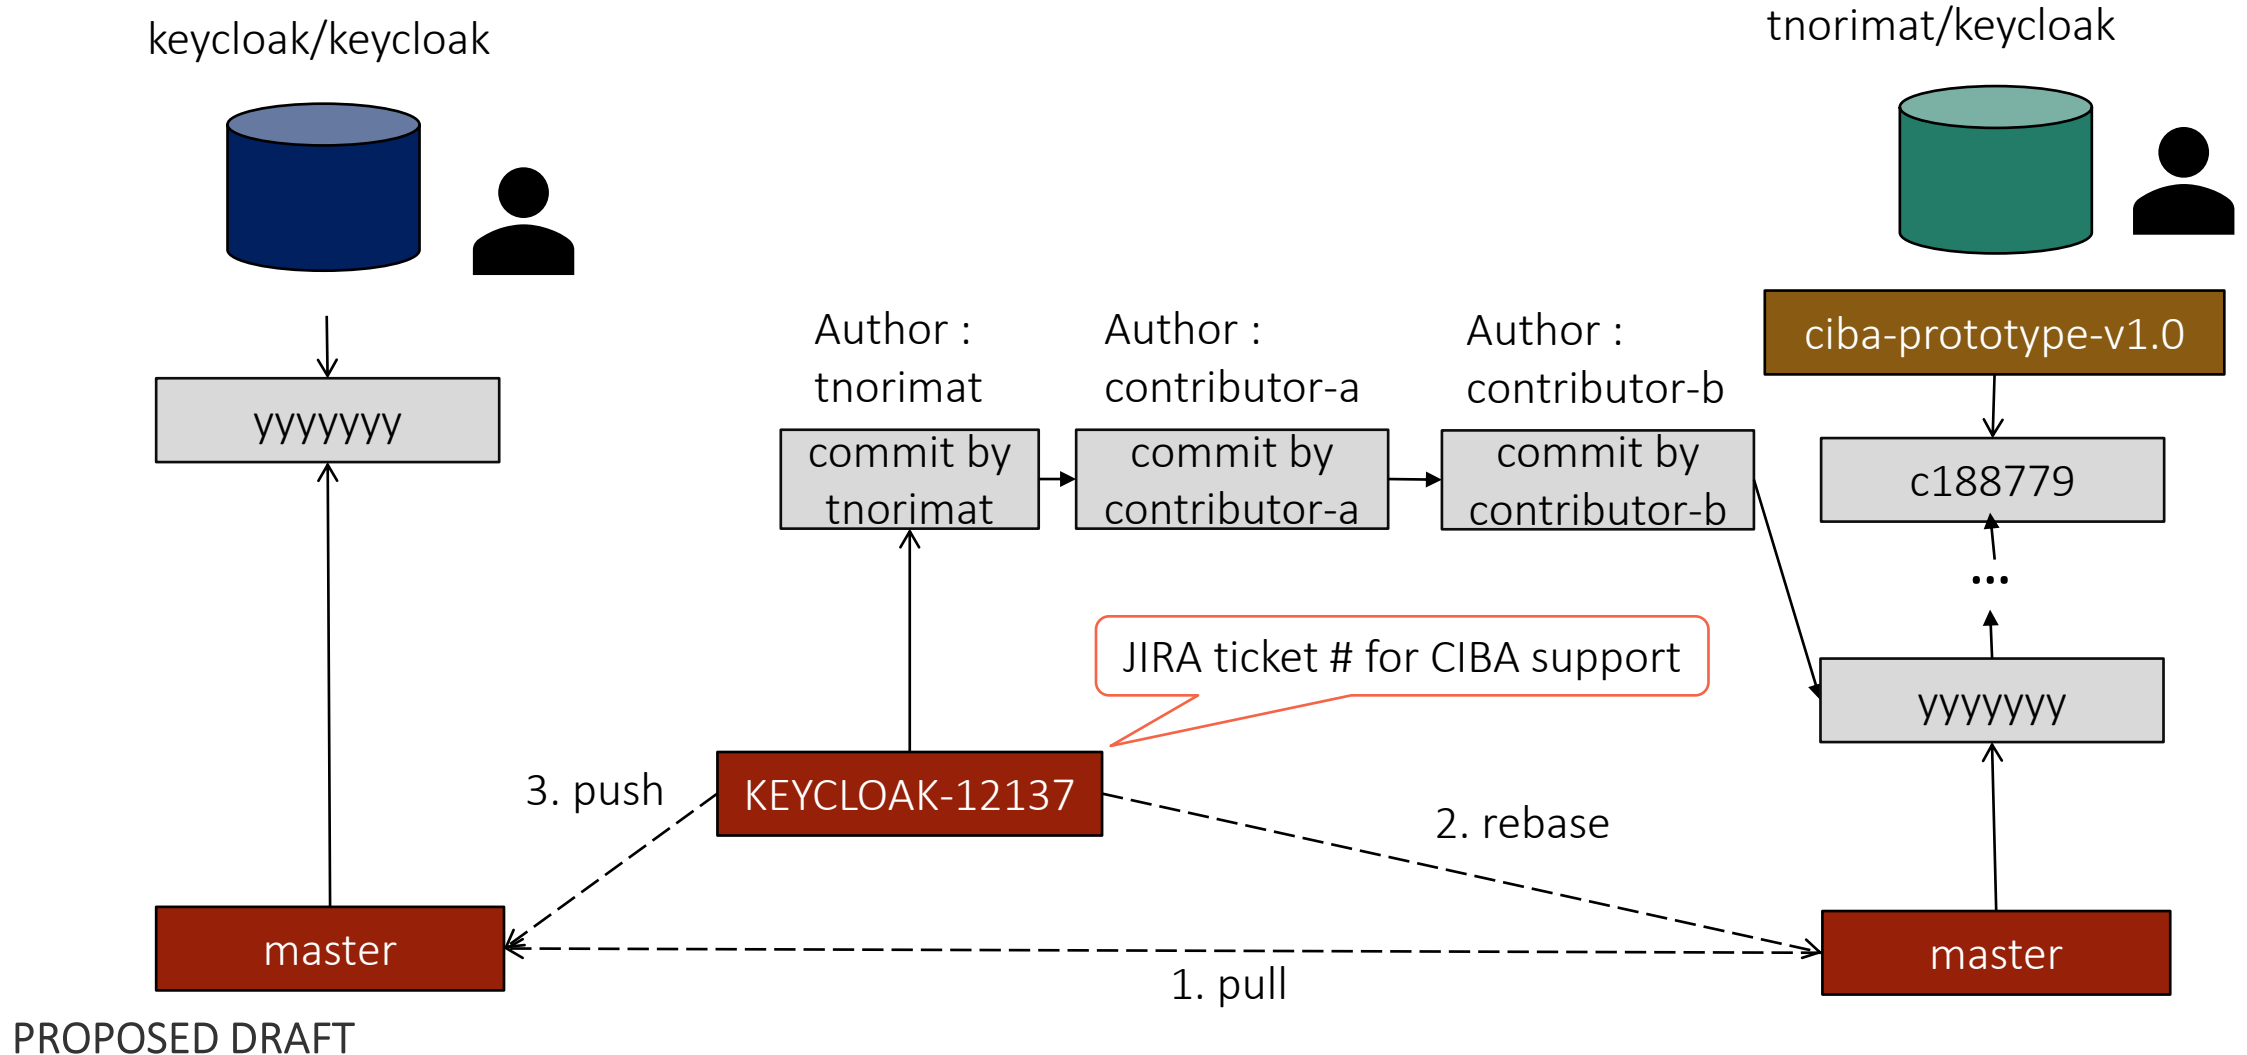 keycloak/keycloak
tnorimat/keycloak
ciba-prototype-v1.0
Author :
tnorimat
Author :
contributor-a
Author :
contributor-b
yyyyyyy
commit by
tnorimat
commit by
contributor-a
commit by
contributor-b
c188779
...
JIRA ticket # for CIBA support
yyyyyyy
3. push
KEYCLOAK-12137
2. rebase
master
master
1. pull
PROPOSED DRAFT